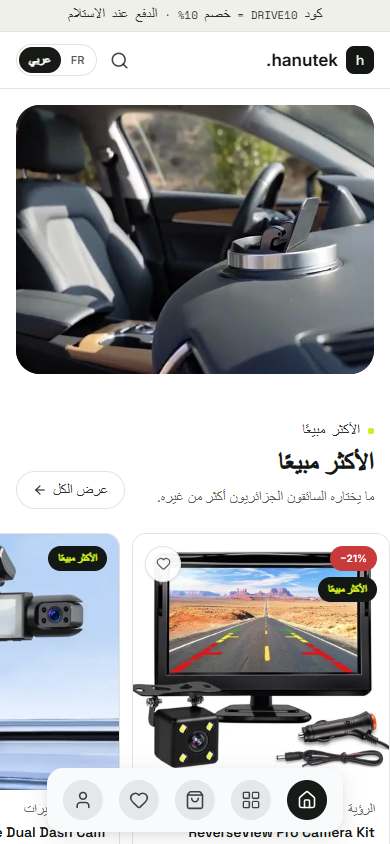 كود DRIVE10 = خصم 10% · الدفع عند الاستلام
hanutek.
h
FR
عربي
الأكثر مبيعًا
الأكثر مبيعًا
ما يختاره السائقون الجزائريون أكثر من غيره.
عرض الكل
−21%
الأكثر مبيعًا
الأكثر مبيعًا
الرؤية
ReverseView Pro Camera Kit
e Dual Dash Cam